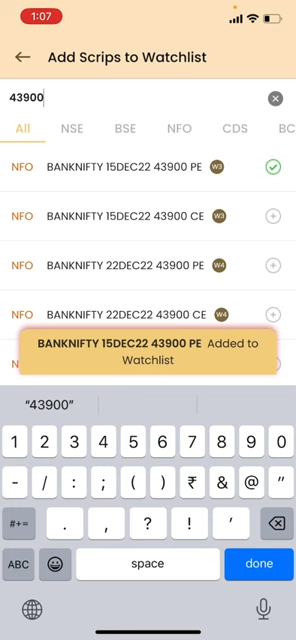 1:07
Add Scrips to Watchlist
43900
All NSE BSE NFO CDS BC
NFO BANKNIFTY 15DEC22 43900 PE W3
NFO BANKNIFTY 15DEC22 43900 CE W3
NFO BANKNIFTY 22DEC22 43900 PE W4
NFO BANKNIFTY 22DEC22 43900 CE W4
BANKNIFTY 15DEC22 43900 PE Added to
Watchlist
“43900”
1 2 3 4 5 6 7 8 9 0
- / : ; ( ) ₹ & @ "
#+= . , ? ! ’
ABC space done